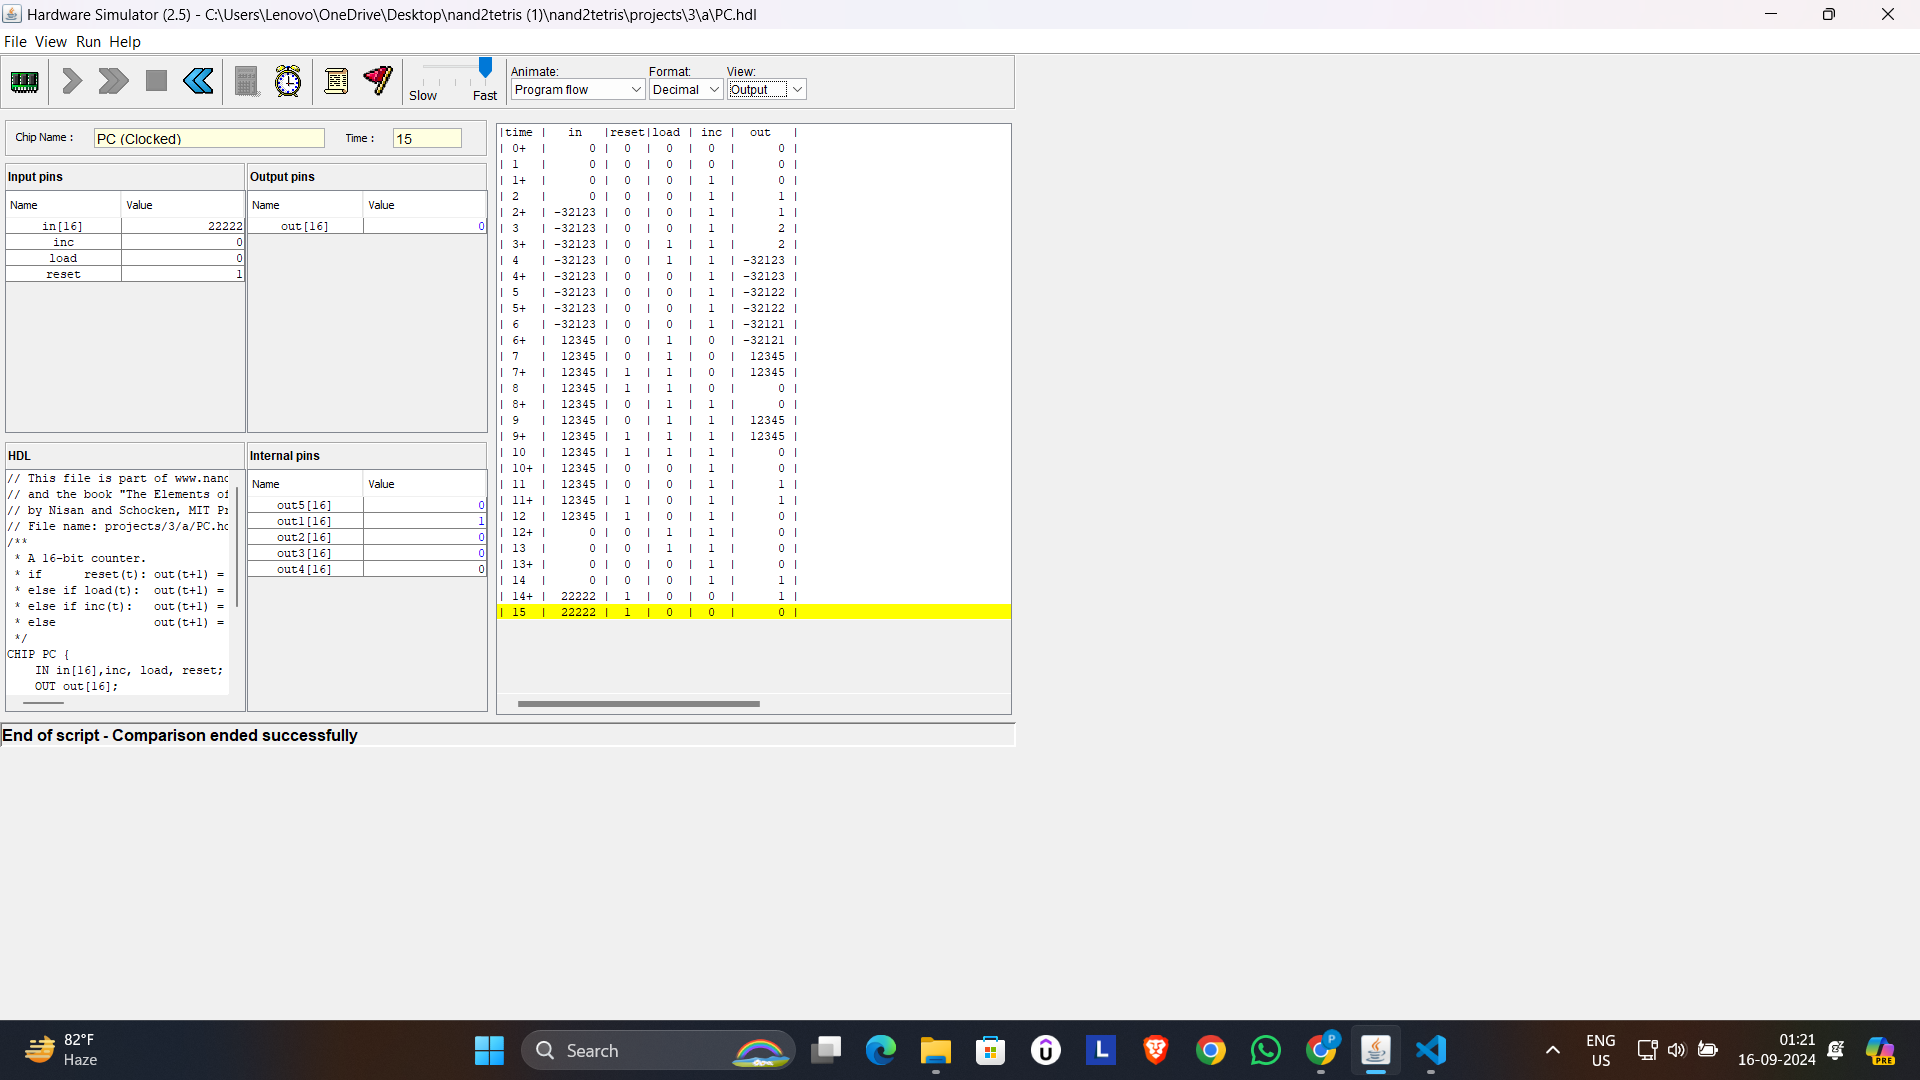 Hardware Simulator (2.5) - C:\Users\Lenovo\OneDrive\Desktop\nand2tetris (1)\nand2tetris\projects\3\a\PC.hdl
File View Run Help
Slow Fast
Animate: Format: View:
Program flow Decimal Output
Chip Name : PC (Clocked) Time : 15
Input pins
Name Value
in[16] 22222
inc 0
load 0
reset 1
Output pins
Name Value
out[16] 0
HDL
// This file is part of www.nand
// and the book "The Elements of
// by Nisan and Schocken, MIT Pr
// File name: projects/3/a/PC.hd
/**
* A 16-bit counter.
* if reset(t): out(t+1) =
* else if load(t): out(t+1) =
* else if inc(t): out(t+1) =
* else out(t+1) =
*/
CHIP PC {
IN in[16],inc, load, reset;
OUT out[16];
Internal pins
Name Value
out5[16] 0
out1[16] 1
out2[16] 0
out3[16] 0
out4[16] 0
|time | in |reset|load | inc | out |
| 0+ | 0 | 0 | 0 | 0 | 0 |
| 1 | 0 | 0 | 0 | 0 | 0 |
| 1+ | 0 | 0 | 0 | 1 | 0 |
| 2 | 0 | 0 | 0 | 1 | 1 |
| 2+ | -32123 | 0 | 0 | 1 | 1 |
| 3 | -32123 | 0 | 0 | 1 | 2 |
| 3+ | -32123 | 0 | 1 | 1 | 2 |
| 4 | -32123 | 0 | 1 | 1 | -32123 |
| 4+ | -32123 | 0 | 0 | 1 | -32123 |
| 5 | -32123 | 0 | 0 | 1 | -32122 |
| 5+ | -32123 | 0 | 0 | 1 | -32122 |
| 6 | -32123 | 0 | 0 | 1 | -32121 |
| 6+ | 12345 | 0 | 1 | 0 | -32121 |
| 7 | 12345 | 0 | 1 | 0 | 12345 |
| 7+ | 12345 | 1 | 1 | 0 | 12345 |
| 8 | 12345 | 1 | 1 | 0 | 0 |
| 8+ | 12345 | 0 | 1 | 1 | 0 |
| 9 | 12345 | 0 | 1 | 1 | 12345 |
| 9+ | 12345 | 1 | 1 | 1 | 12345 |
| 10 | 12345 | 1 | 1 | 1 | 0 |
| 10+ | 12345 | 0 | 0 | 1 | 0 |
| 11 | 12345 | 0 | 0 | 1 | 1 |
| 11+ | 12345 | 1 | 0 | 1 | 1 |
| 12 | 12345 | 1 | 0 | 1 | 0 |
| 12+ | 0 | 0 | 1 | 1 | 0 |
| 13 | 0 | 0 | 1 | 1 | 0 |
| 13+ | 0 | 0 | 0 | 1 | 0 |
| 14 | 0 | 0 | 0 | 1 | 1 |
| 14+ | 22222 | 1 | 0 | 0 | 1 |
| 15 | 22222 | 1 | 0 | 0 | 0 |
End of script - Comparison ended successfully
82°F
Haze
Search
L
P
ENG
US
01:21
16-09-2024
PRE